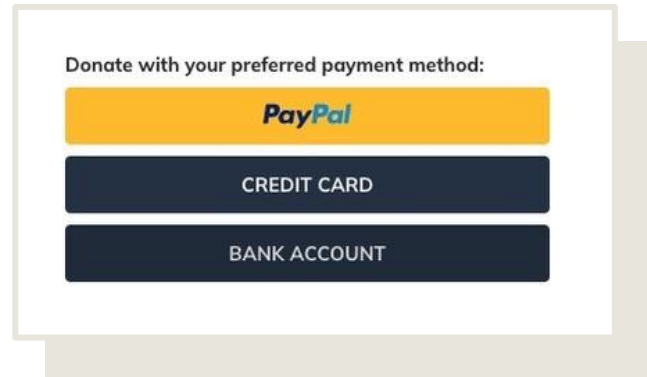 Donate with your preferred payment method:
PayPal
CREDIT CARD
BANK ACCOUNT